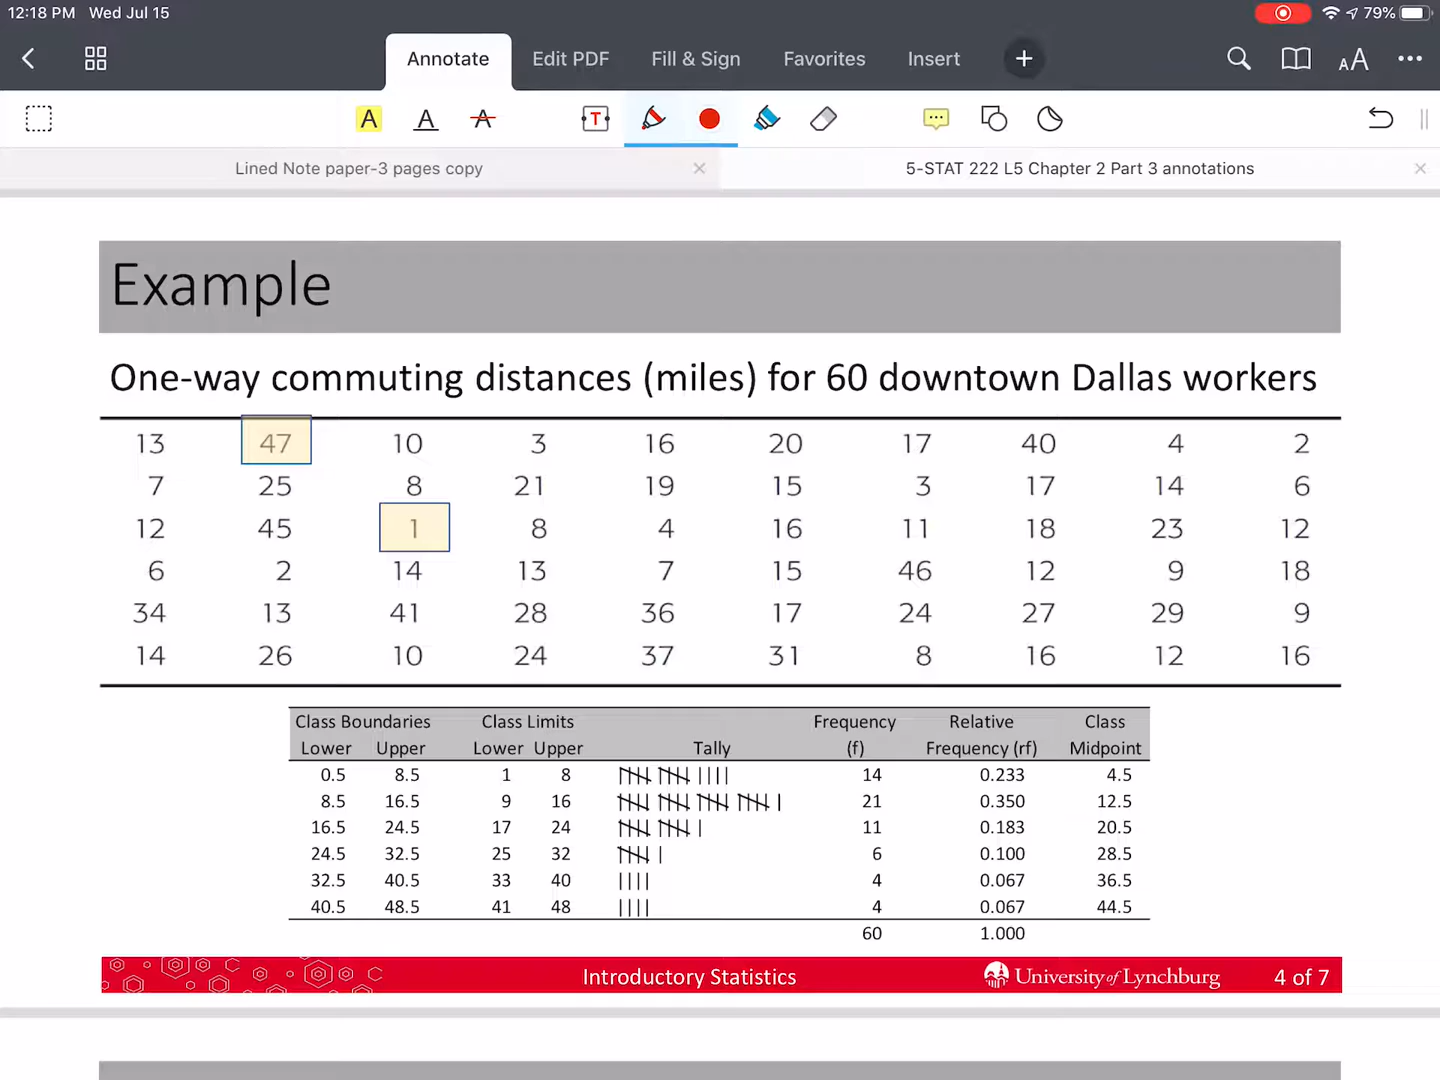 12:18 PM Wed Jul 15 79%
Annotate Edit PDF Fill & Sign Favorites Insert
A A A T AA
Lined Note paper-3 pages copy 5-STAT 222 L5 Chapter 2 Part 3 annotations
Example
One-way commuting distances (miles) for 60 downtown Dallas workers
13 47 10 3 16 20 17 40 4 2
7 25 8 21 19 15 3 17 14 6
12 45 1 8 4 16 11 18 23 12
6 2 14 13 7 15 46 12 9 18
34 13 41 28 36 17 24 27 29 9
14 26 10 24 37 31 8 16 12 16
Class Boundaries Class Limits Frequency Relative Class
Lower Upper Lower Upper Tally (f) Frequency (rf) Midpoint
0.5 8.5 1 8 14 0.233 4.5
8.5 16.5 9 16 21 0.350 12.5
16.5 24.5 17 24 11 0.183 20.5
24.5 32.5 25 32 6 0.100 28.5
32.5 40.5 33 40 4 0.067 36.5
40.5 48.5 41 48 4 0.067 44.5
60 1.000
Introductory Statistics University of Lynchburg 4 of 7